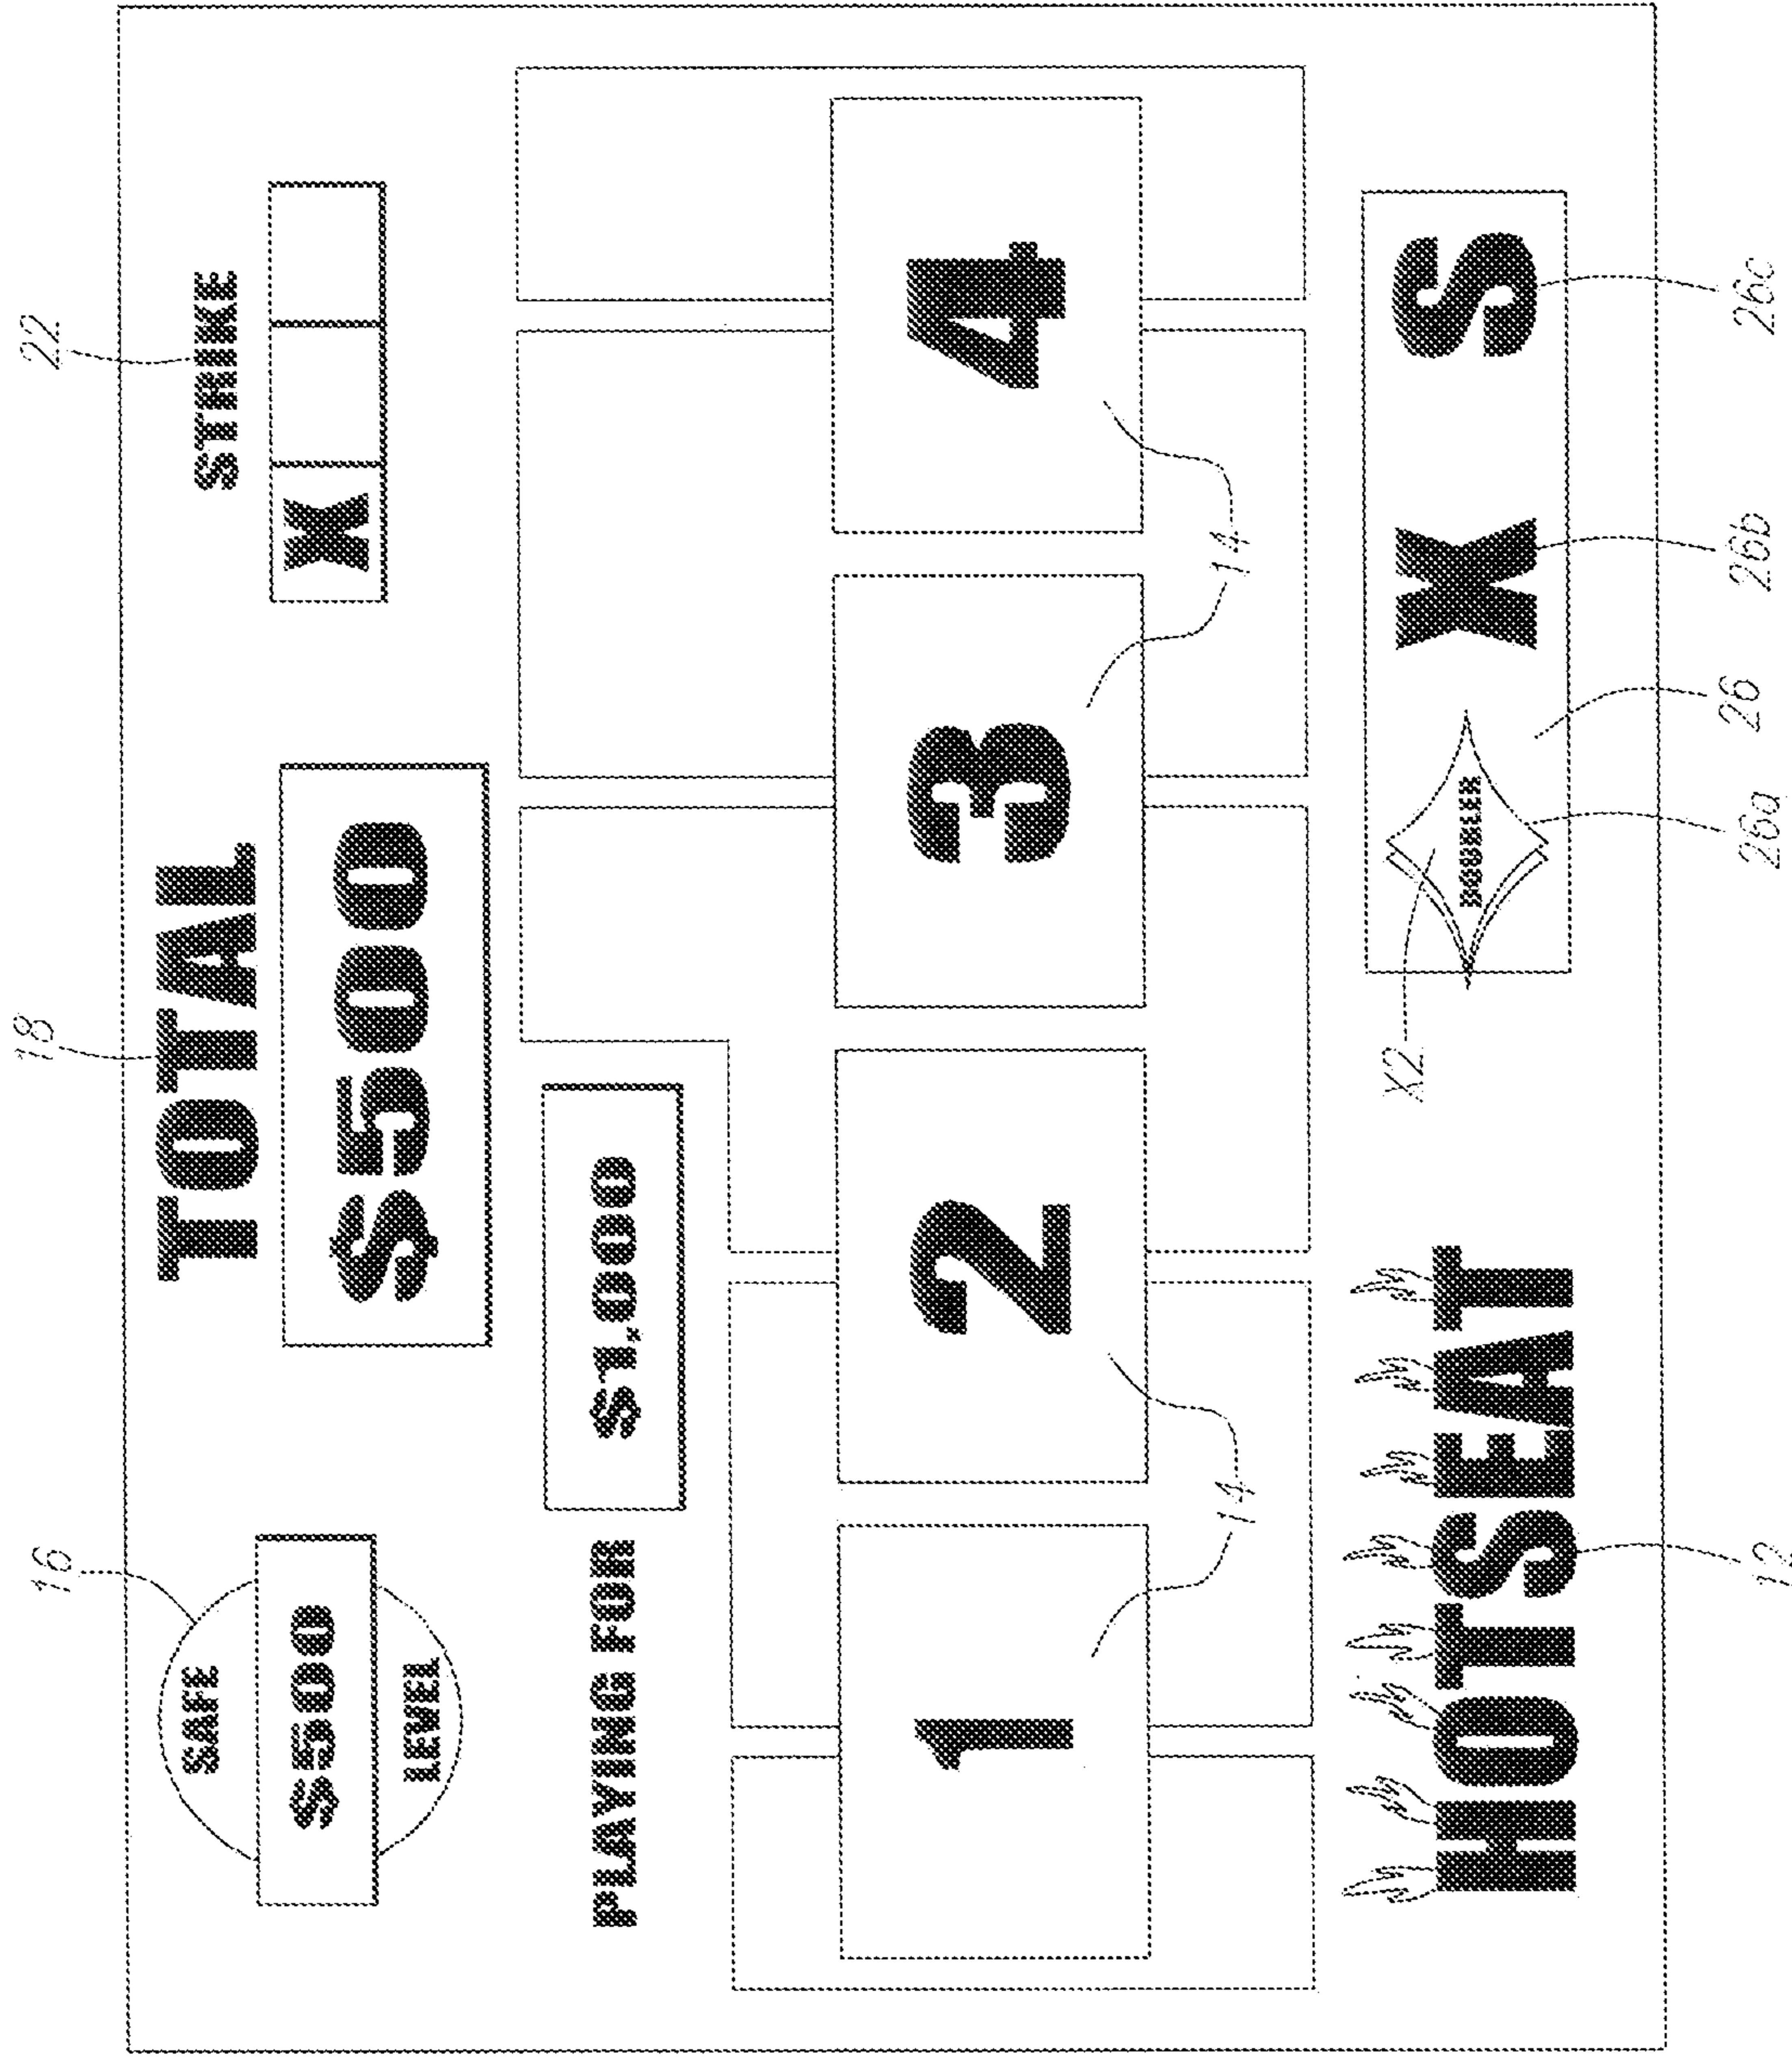 16
18
22
SAFE
$500
LEVEL
TOTAL
$500
STRIKE
X
PLAYING FOR
$1,000
1
2
3
4
14
14
HOTSEAT
X2
DOUBLER
X
S
12
26a
26
26b
26c